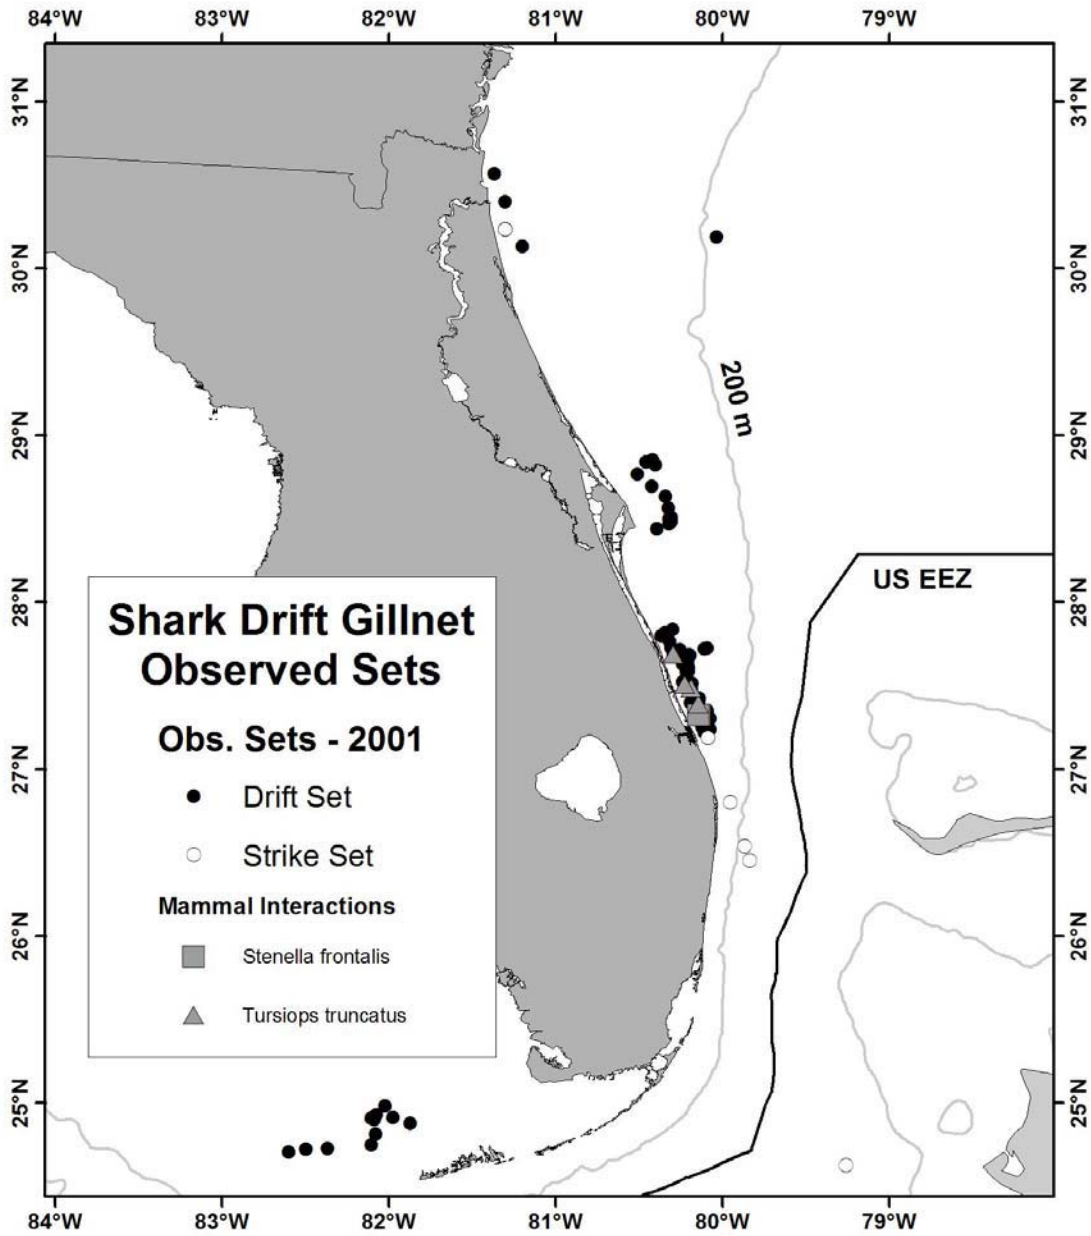 84°W 83°W 82°W 81°W 80°W 79°W
31°N 31°N
30°N 30°N
200 m
29°N 29°N
US EEZ
28°N 28°N
Shark Drift Gillnet
Observed Sets
Obs. Sets - 2001
Drift Set
27°N 27°N
Strike Set
Mammal Interactions
26°N 26°N
Stenella frontalis
Tursiops truncatus
25°N 25°N
84°W 83°W 82°W 81°W 80°W 79°W